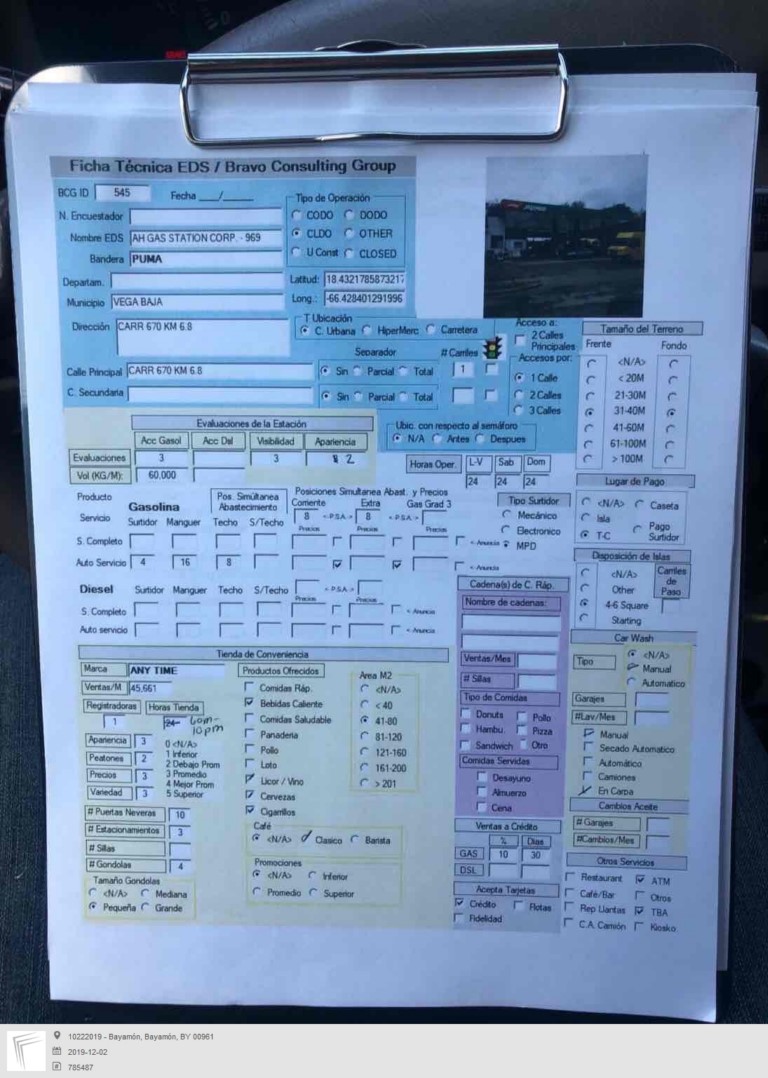 Ficha Técnica EDS / Bravo Consulting Group
BCG ID 545 Fecha ___/___
N. Encuestador
Nombre EDS AH GAS STATION CORP. - 969
Bandera PUMA
Departam.
Municipio VEGA BAJA
Tipo de Operación
CODO DODO
CLDO OTHER
U Const CLOSED
Latitud: 18.4321785873217
Long.: -66.428401291996
Dirección CARR 670 KM 6.8
T Ubicación
C. Urbana HiperMerc Carretera
Separador # Carriles
Calle Principal CARR 670 KM 6.8 Sin Parcial Total 1
C. Secundaria Sin Parcial Total
Acceso a:
2 Calles
Principales
Accesos por:
1 Calle
2 Calles
3 Calles
Tamaño del Terreno
Frente Fondo
<N/A>
< 20M
21-30M
31-40M
41-60M
61-100M
> 100M
Evaluaciones de la Estación
Acc Gasol Acc Dsl Visibilidad Apariencia
Evaluaciones 3 3 2
Vol (KG/M): 60,000
Ubic. con respecto al semáforo
N/A Antes Despues
Horas Oper. L-V Sab Dom
24 24 24
Lugar de Pago
<N/A> Caseta
Isla Pago
T-C Surtidor
Producto
Servicio Gasolina
Surtidor Manguer
Pos. Simúltanea
Abastecimiento
Techo S/Techo
Posiciones Simultanea Abast. y Precios
Corriente Extra Gas Grad 3
8 <-P.S.A.-> 8 <-P.S.A.->
Precios Precios
S. Completo <- Anuncia
Auto Servicio 4 16 8 <- Anuncia
Tipo Surtidor
Mecánico
Electronico
MPD
Disposición de Islas
<N/A>
Other
4-6 Square
Starting
Carriles
de
Paso
Diesel Surtidor Manguer Techo S/Techo <-P.S.A.->
Precios Precios
S. Completo <- Anuncia
Auto servicio <- Anuncia
Cadena(s) de C. Ráp.
Nombre de cadenas:
Ventas/Mes
# Sillas
Tipo de Comidas
Donuts Pollo
Hambu. Pizza
Sandwich Otro
Comidas Servidas
Desayuno
Almuerzo
Cena
Car Wash
Tipo <N/A>
Manual
Automatico
Garajes
#Lav/Mes
Manual
Secado Automatico
Automático
Camiones
En Carpa
Cambios Aceite
# Garajes
#Cambios/Mes
Tienda de Conveniencia
Marca ANY TIME
Ventas/M 45,661
Registradoras Horas Tienda
1 24 6am-
10pm
Apariencia 3
Peatones 2
Precios 3
Variedad 3
0 <N/A>
1 Inferior
2 Debajo Prom
3 Promedio
4 Mejor Prom
5 Superior
# Puertas Neveras 10
# Estacionamientos 3
# Sillas
# Gondolas 4
Tamaño Gondolas
<N/A> Mediana
Pequeña Grande
Productos Ofrecidos
Comidas Ráp.
Bebidas Caliente
Comidas Saludable
Panaderia
Pollo
Loto
Licor / Vino
Cervezas
Cigarrillos
Area M2
<N/A>
< 40
41-80
81-120
121-160
161-200
> 201
Café
<N/A> Clasico Barista
Promociones
<N/A> Inferior
Promedio Superior
Ventas a Crédito
% Dias
GAS 10 30
DSL
Acepta Tarjetas
Crédito Flotas
Fidelidad
Otros Servicios
Restaurant ATM
Café/Bar Otros
Rep Llantas TBA
C.A. Camión Kiosko
10222019 - Bayamón, Bayamón, BY 00961
2019-12-02
785487